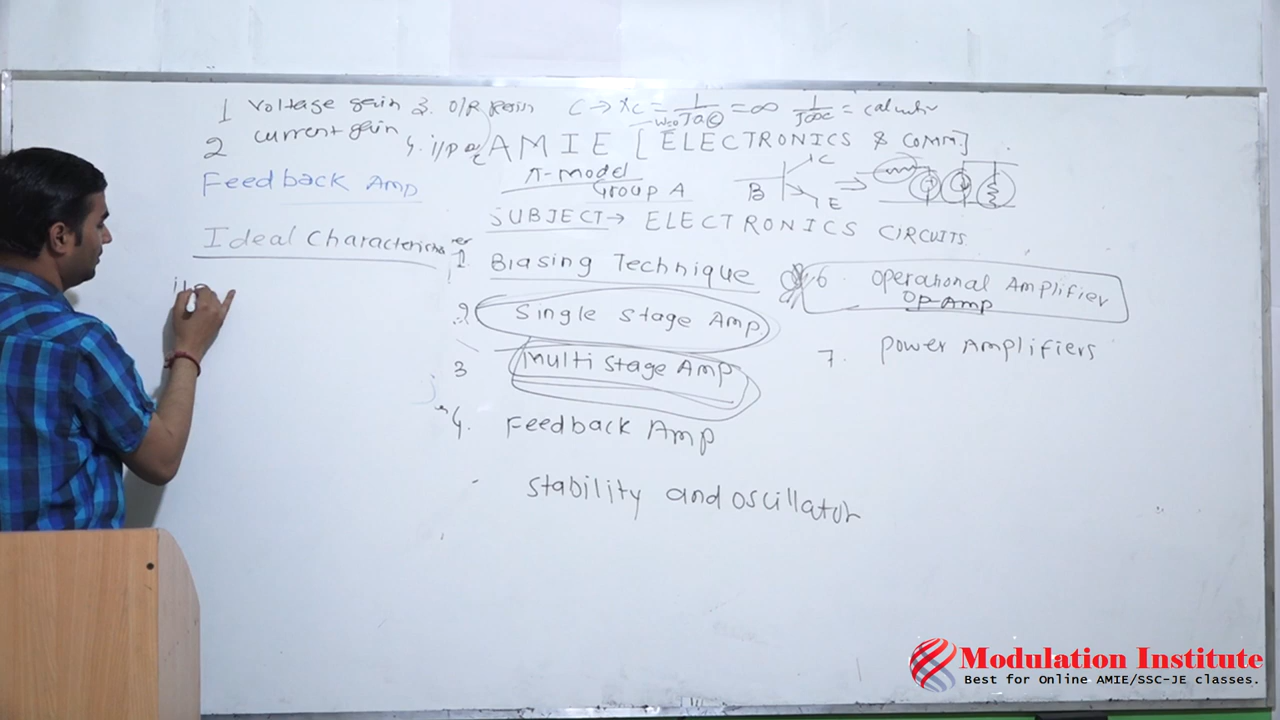 1 Voltage gain 3. O/P
2 current gain 4. i/p
C → Xc = 1/jωC = ∞ 1/jωC =
AMIE [ELECTRONICS & COMM.]
Feedback Amp
π-model
Group A
B C E
SUBJECT → ELECTRONICS CIRCUITS
Ideal
1. Biasing Technique
2. Single Stage Amp
3 multi stage Amp
4. Feedback Amp
stability and oscillator
6. Operational Amplifier
Op-Amp
7. Power Amplifiers
i/p
Modulation Institute
Best for Online AMIE/SSC-JE classes.